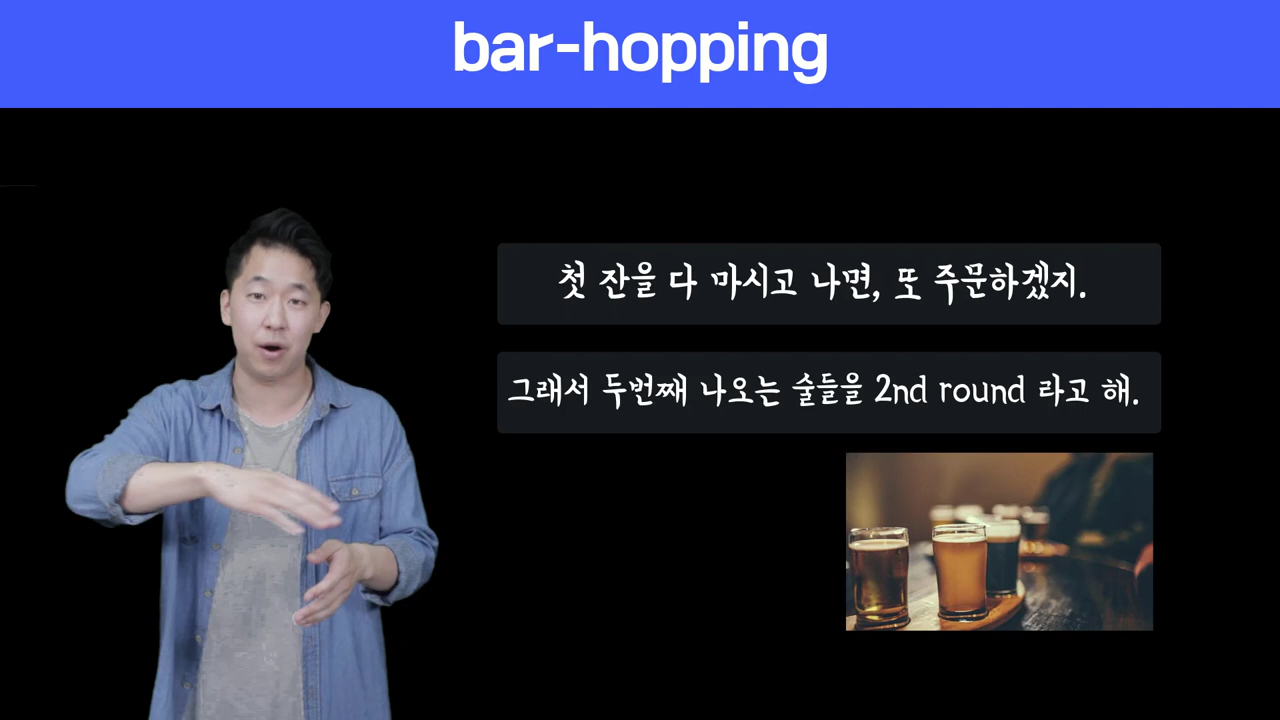 bar-hopping
첫 잔을 다 마시고 나면, 또 주문하겠지.
그래서 두번째 나오는 술들을 2nd round 라고 해.